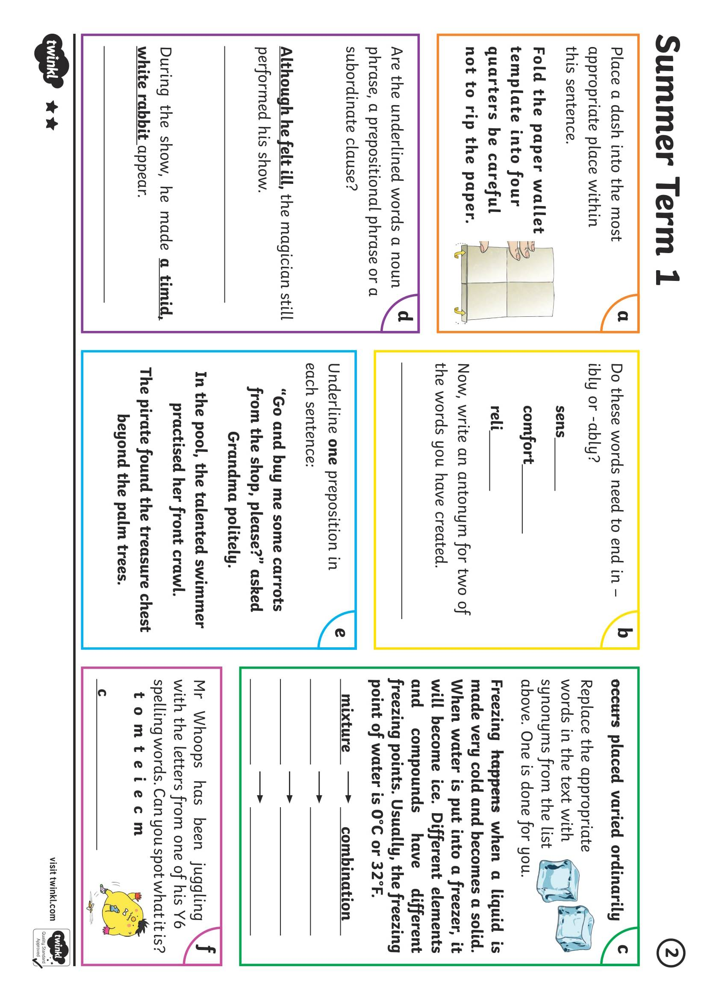 Summer Term 1
2
a
Place a dash into the most
appropriate place within
this sentence.
Fold the paper wallet
template into four
quarters be careful
not to rip the paper.
b
Do these words need to end in –
ibly or -ably?
sens
comfort
reli
Now, write an antonym for two of
the words you have created.
c
occurs placed varied ordinarily
Replace the appropriate
words in the text with
synonyms from the list
above. One is done for you.
Freezing happens when a liquid is
made very cold and becomes a solid.
When water is put into a freezer, it
will become ice. Different elements
and compounds have different
freezing points. Usually, the freezing
point of water is 0°C or 32°F.
mixture combination
d
Are the underlined words a noun
phrase, a prepositional phrase or a
subordinate clause?
Although he felt ill, the magician still
performed his show.
During the show, he made a timid,
white rabbit appear.
e
Underline one preposition in
each sentence:
“Go and buy me some carrots
from the shop, please?” asked
Grandma politely.
In the pool, the talented swimmer
practised her front crawl.
The pirate found the treasure chest
beyond the palm trees.
f
Mr Whoops has been juggling
with the letters from one of his Y6
spelling words. Can you spot what it is?
t o m t e i e c m
c
twinkl
visit twinkl.com
twinkl
Quality Standard
Approved